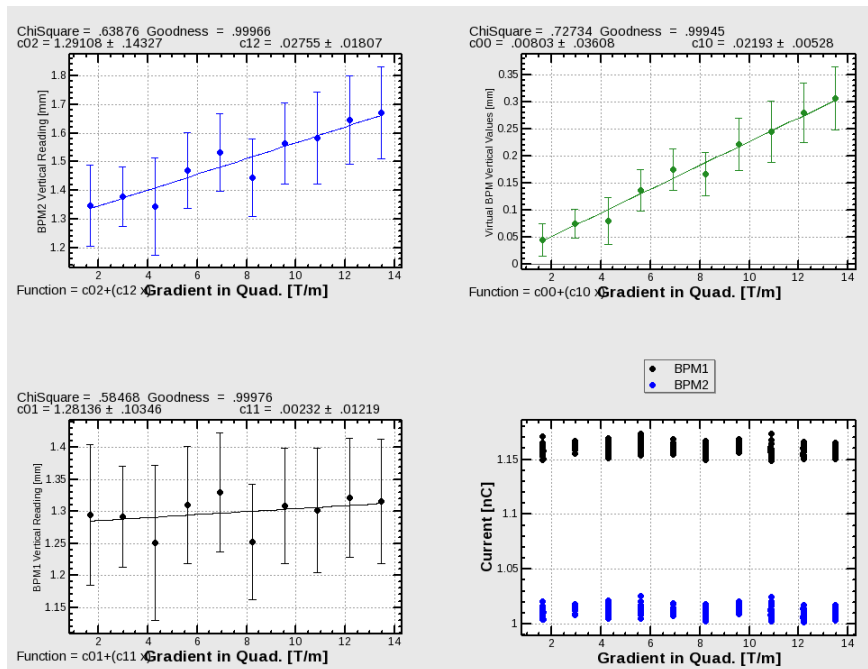 ChiSquare = .63876 Goodness = .99966
c02 = 1.29108 ± .14327 c12 = .02755 ± .01807
BPM2 Vertical Reading [mm]
1.8
1.7
1.6
1.5
1.4
1.3
1.2
2 4 6 8 10 12 14
Function = c02+(c12 x) Gradient in Quad. [T/m]
ChiSquare = .72734 Goodness = .99945
c00 = .00803 ± .03608 c10 = .02193 ± .00528
Virtual BPM Vertical Values [mm]
0.35
0.3
0.25
0.2
0.15
0.1
0.05
0
2 4 6 8 10 12 14
Function = c00+(c10 x) Gradient in Quad. [T/m]
ChiSquare = .58468 Goodness = .99976
c01 = 1.28136 ± .10346 c11 = .00232 ± .01219
BPM1 Vertical Reading [mm]
1.4
1.35
1.3
1.25
1.2
1.15
2 4 6 8 10 12 14
Function = c01+(c11 x) Gradient in Quad. [T/m]
BPM1
BPM2
Current [nC]
1.15
1.1
1.05
1
2 4 6 8 10 12 14
Gradient in Quad. [T/m]